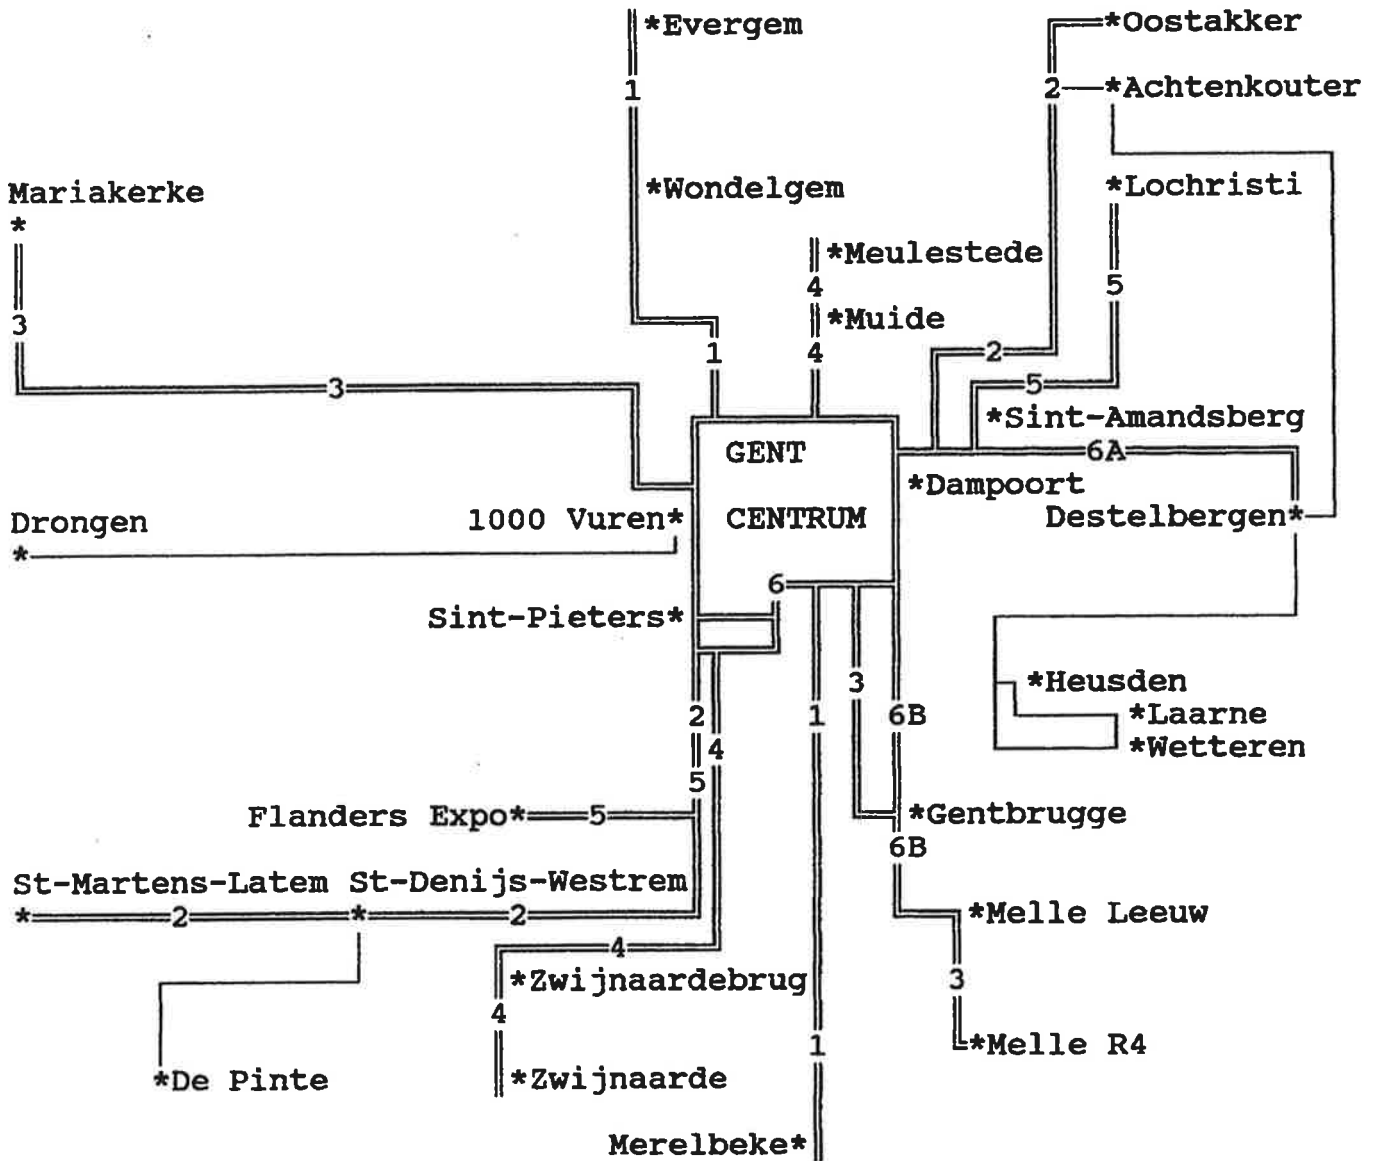 *Evergem
*Oostakker
1
2 *Achtenkouter
Mariakerke
*
*Wondelgem
*Lochristi
*Meulestede
4
5
*Muide
3
1
4
2
3
5
*Sint-Amandsberg
GENT
6A
*Dampoort
Drongen
*
1000 Vuren*
CENTRUM
Destelbergen*
6
Sint-Pieters*
3
*Heusden
2
1
6B
*Laarne
4
*Wetteren
5
Flanders Expo* 5
*Gentbrugge
6B
St-Martens-Latem St-Denijs-Westrem
* 2 * 2
*Melle Leeuw
4
*Zwijnaardebrug
3
4
1
*Melle R4
*De Pinte
*Zwijnaarde
Merelbeke*